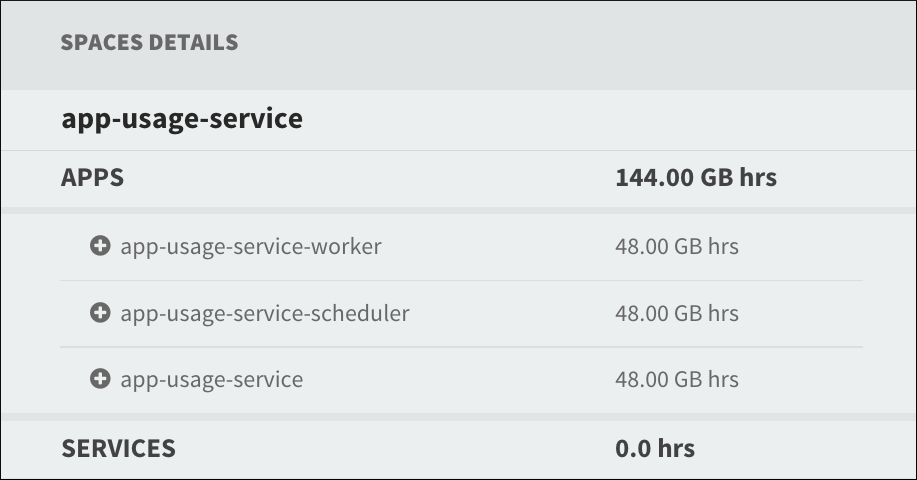 SPACES DETAILS
app-usage-service
APPS 144.00 GB hrs
app-usage-service-worker 48.00 GB hrs
app-usage-service-scheduler 48.00 GB hrs
app-usage-service 48.00 GB hrs
SERVICES 0.0 hrs